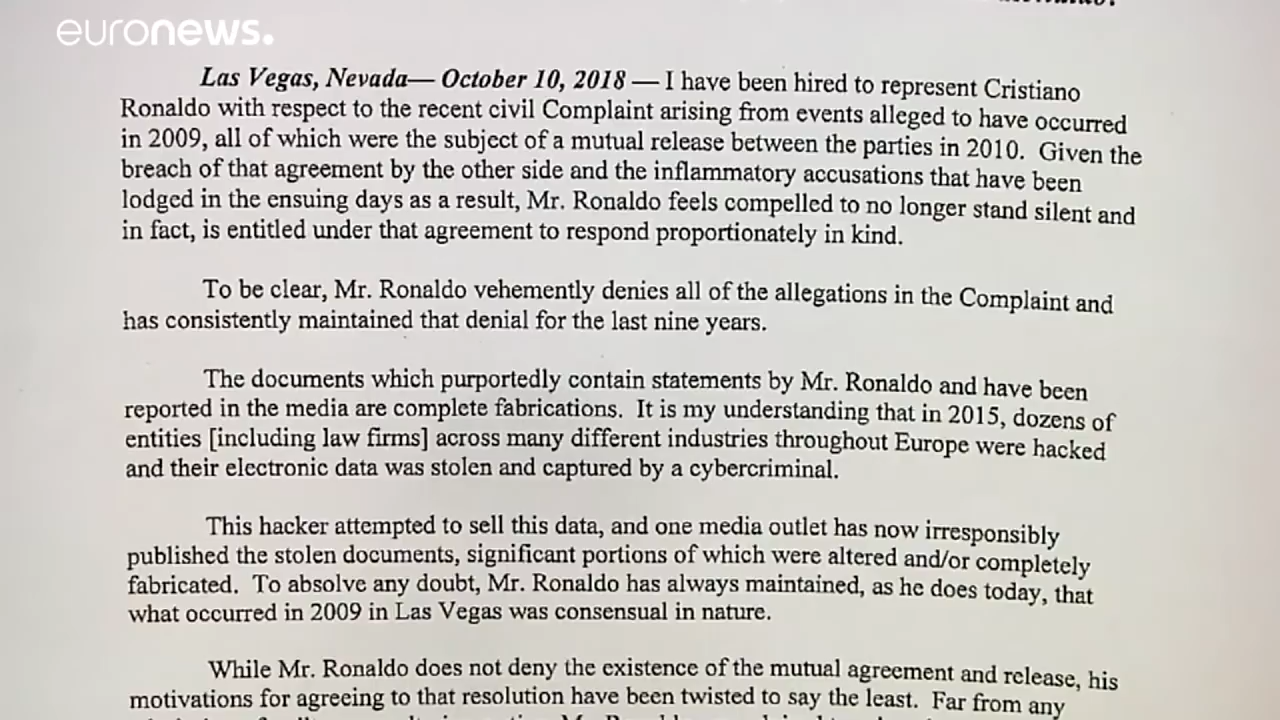 euronews.
Las Vegas, Nevada— October 10, 2018 — I have been hired to represent Cristiano
Ronaldo with respect to the recent civil Complaint arising from events alleged to have occurred
in 2009, all of which were the subject of a mutual release between the parties in 2010. Given the
breach of that agreement by the other side and the inflammatory accusations that have been
lodged in the ensuing days as a result, Mr. Ronaldo feels compelled to no longer stand silent and
in fact, is entitled under that agreement to respond proportionately in kind.
To be clear, Mr. Ronaldo vehemently denies all of the allegations in the Complaint and
has consistently maintained that denial for the last nine years.
The documents which purportedly contain statements by Mr. Ronaldo and have been
reported in the media are complete fabrications. It is my understanding that in 2015, dozens of
entities [including law firms] across many different industries throughout Europe were hacked
and their electronic data was stolen and captured by a cybercriminal.
This hacker attempted to sell this data, and one media outlet has now irresponsibly
published the stolen documents, significant portions of which were altered and/or completely
fabricated. To absolve any doubt, Mr. Ronaldo has always maintained, as he does today, that
what occurred in 2009 in Las Vegas was consensual in nature.
While Mr. Ronaldo does not deny the existence of the mutual agreement and release, his
motivations for agreeing to that resolution have been twisted to say the least. Far from any